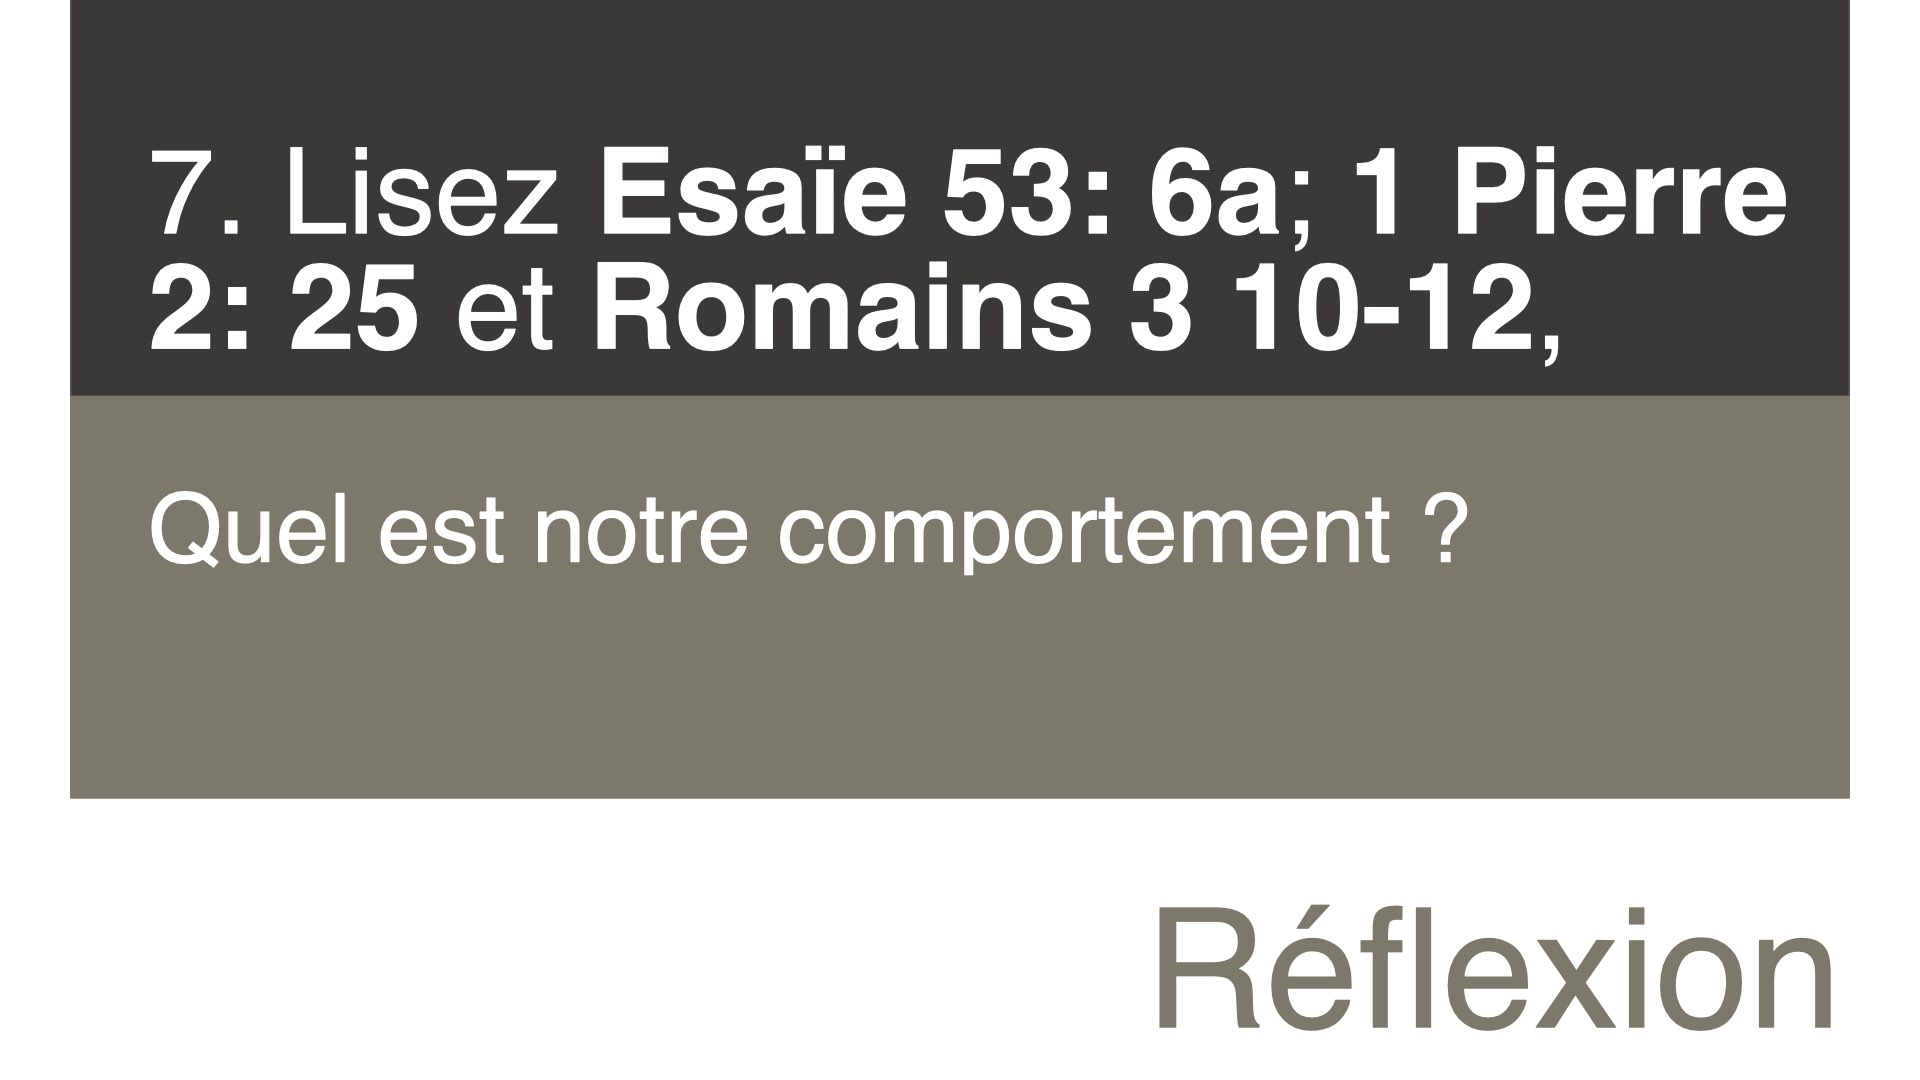 7. Lisez Esaïe 53: 6a; 1 Pierre
2: 25 et Romains 3 10-12,
Quel est notre comportement ?
Réflexion